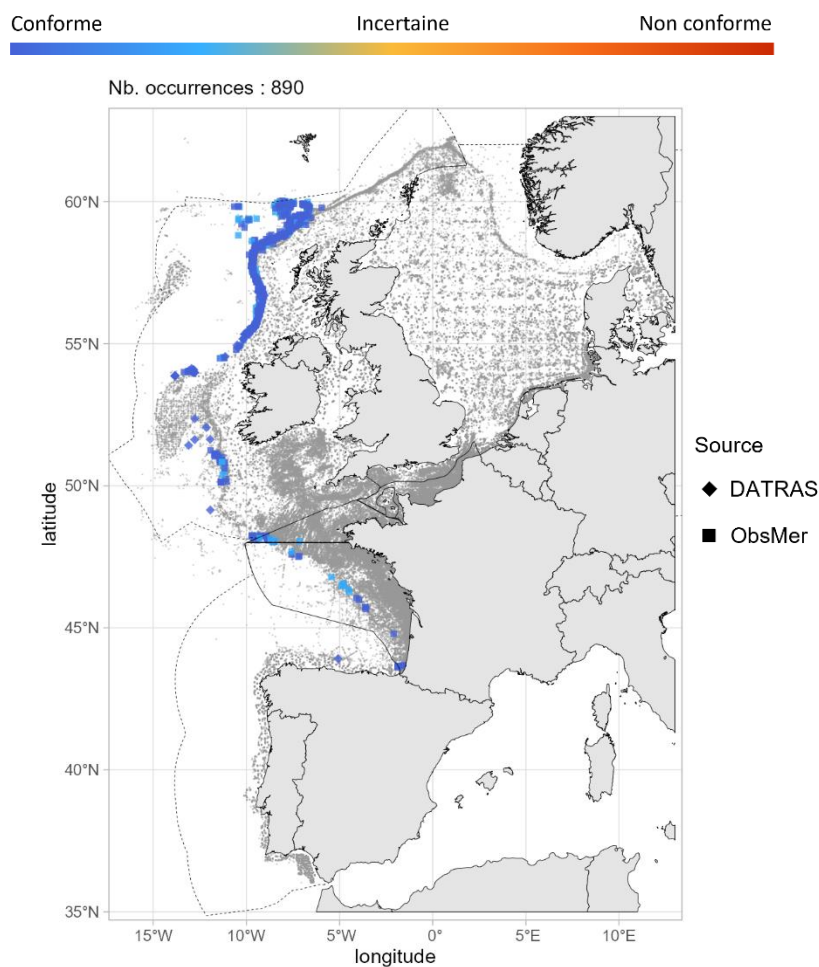 Conforme Incertaine Non conforme
Nb. occurrences : 890
60°N
55°N
50°N
45°N
40°N
35°N
latitude
15°W 10°W 5°W 0° 5°E 10°E
longitude
Source
DATRAS
ObsMer